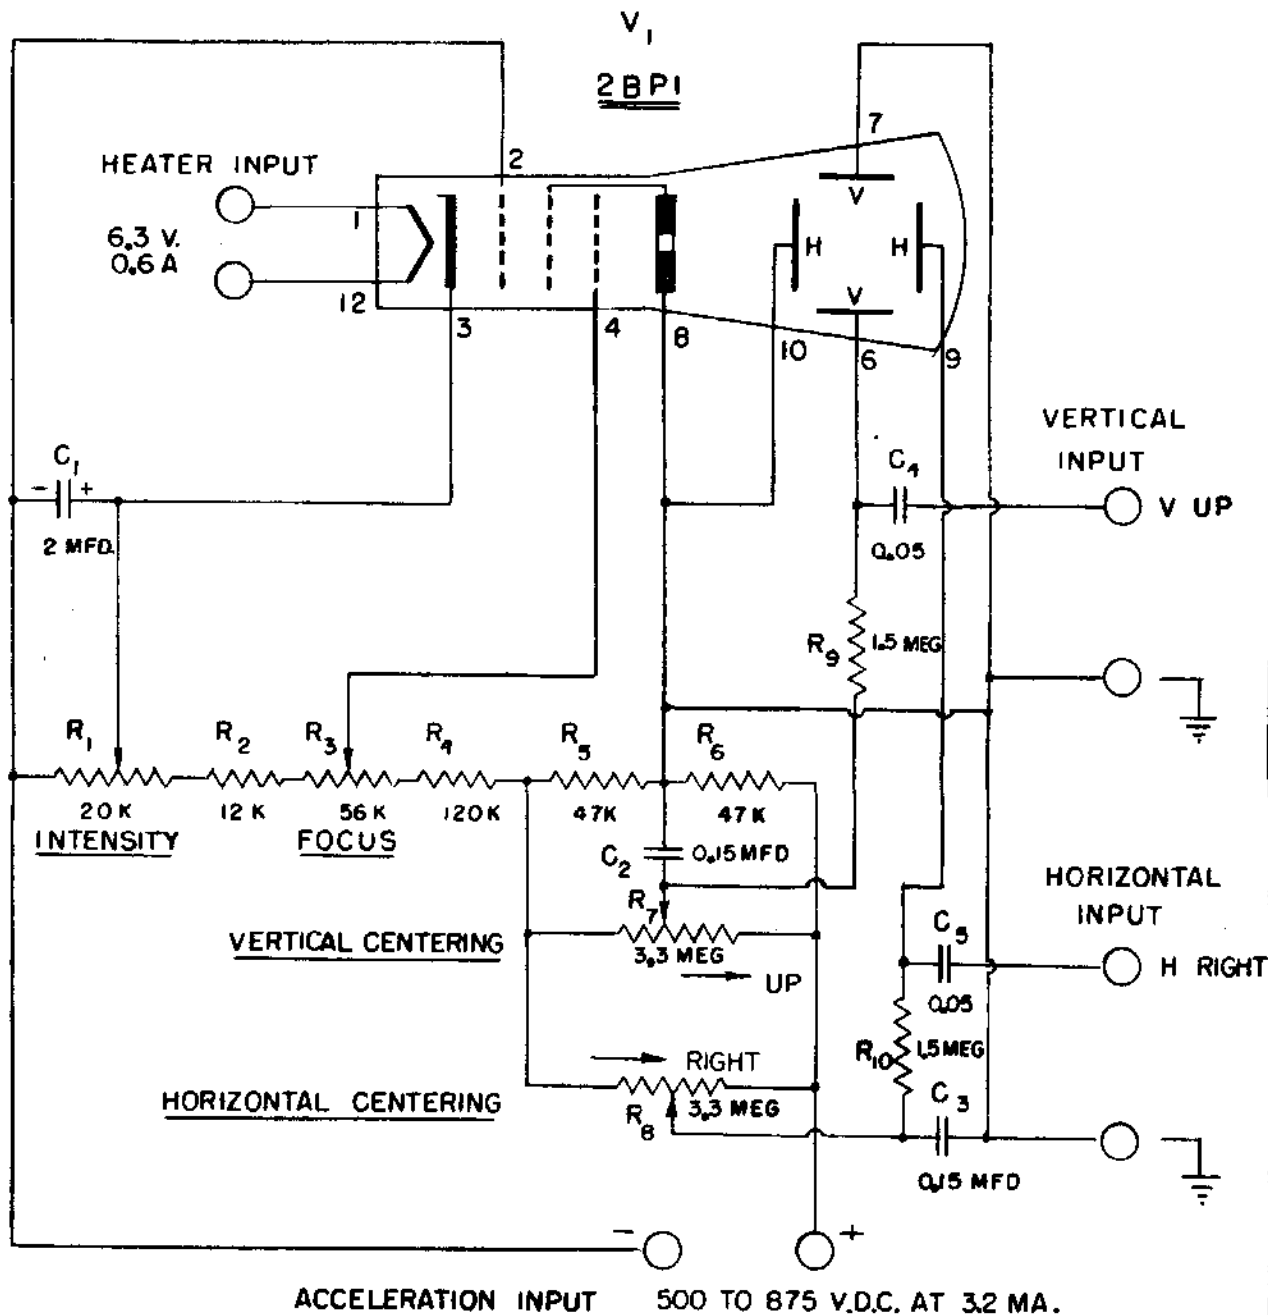 V1
2BP1
7
HEATER INPUT
2
1
6.3 V.
0.6 A
12
V
H
H
V
3
4
8
10
6
9
VERTICAL
INPUT
C1
- +
2 MFD.
C4
0.05
V UP
R9
1.5 MEG
R1
R2
R3
R4
R5
R6
20K
12 K
56 K
120K
47K
47K
INTENSITY
FOCUS
C2
0.15 MFD
R7
3.3 MEG
VERTICAL CENTERING
UP
HORIZONTAL
INPUT
C5
0.05
H RIGHT
R10
1.5 MEG
RIGHT
HORIZONTAL CENTERING
R8
3.3 MEG
C3
0.15 MFD
- +
ACCELERATION INPUT 500 TO 875 V.D.C. AT 3.2 MA.